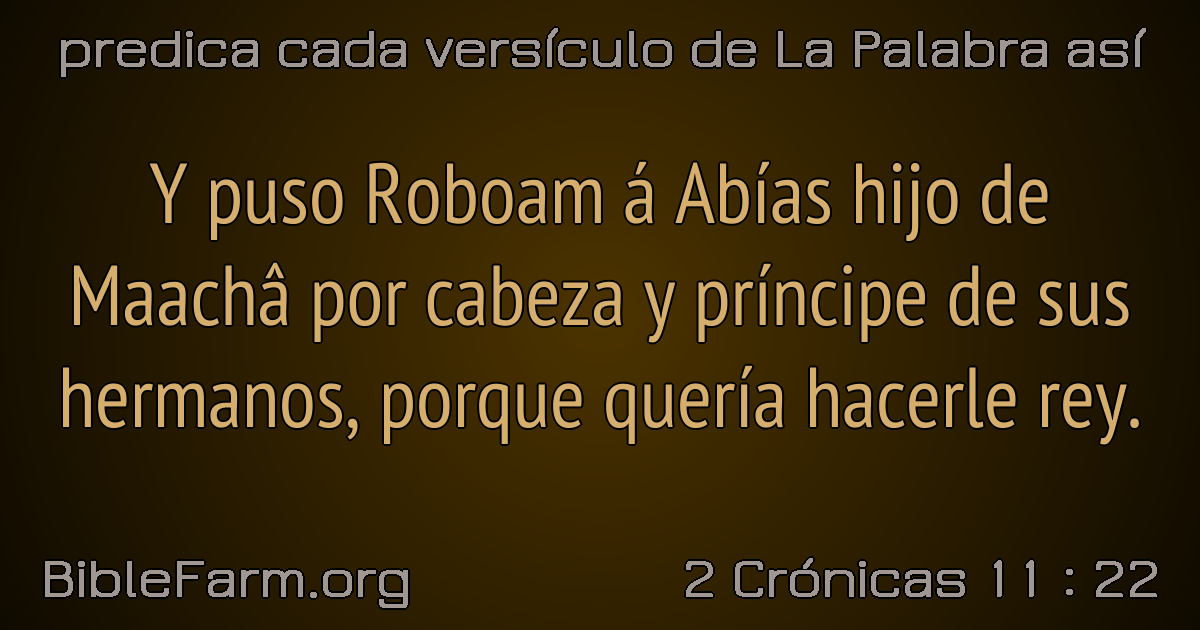 predica cada versículo de La Palabra así
Y puso Roboam á Abías hijo de
Maachâ por cabeza y príncipe de sus
hermanos, porque quería hacerle rey.
BibleFarm.org
2 Crónicas 11 : 22